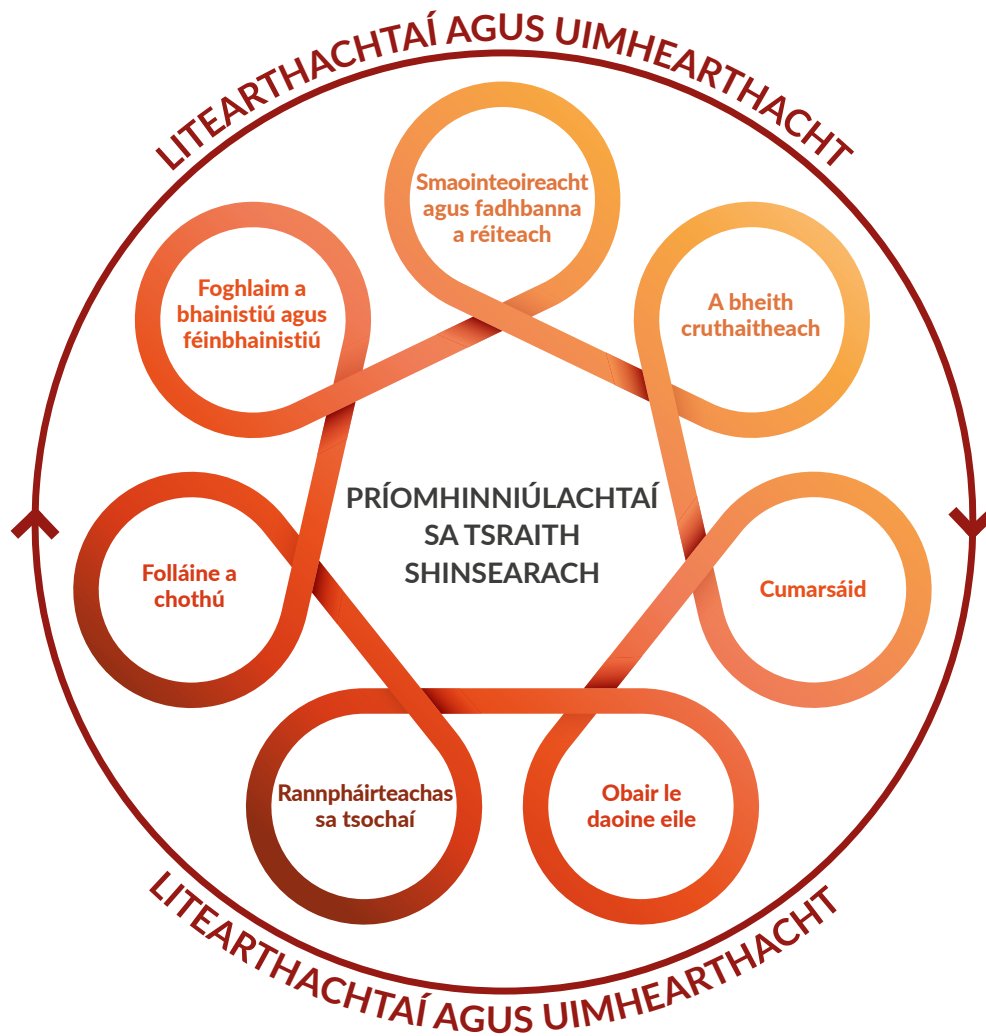 LITEARTHACHTAÍ AGUS UIMHEARTHACHT
Smaointeoireacht
agus fadhbanna
a réiteach
A bheith
cruthaitheach
Cumarsáid
Obair le
daoine eile
Rannpháirteachas
sa tsochaí
Folláine a
chothú
Foghlaim a
bhainistiú agus
féinbhainistiú
PRÍOMHINNIÚLACHTAÍ
SA TSRAITH
SHINSEARACH
LITEARTHACHTAÍ AGUS UIMHEARTHACHT